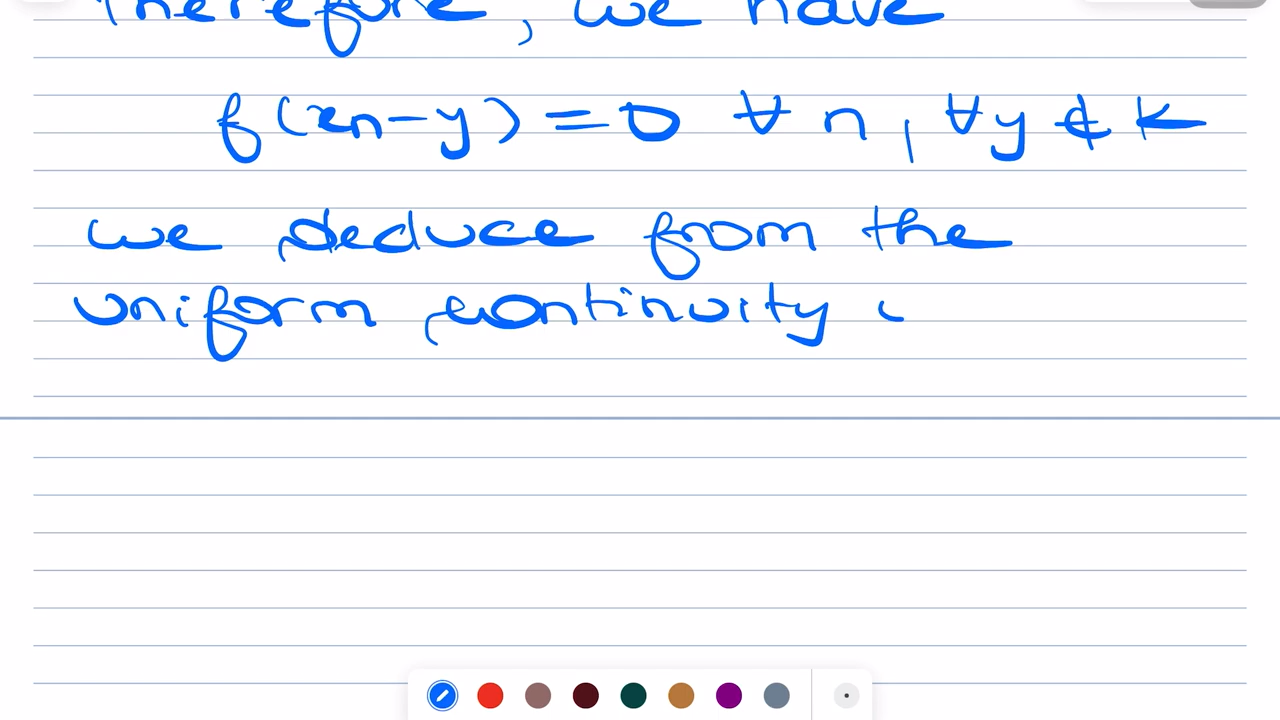 therefore, we have
f(xn-y) = 0 ∀ n, ∀y ∉ k
we deduce from the
uniform continuity